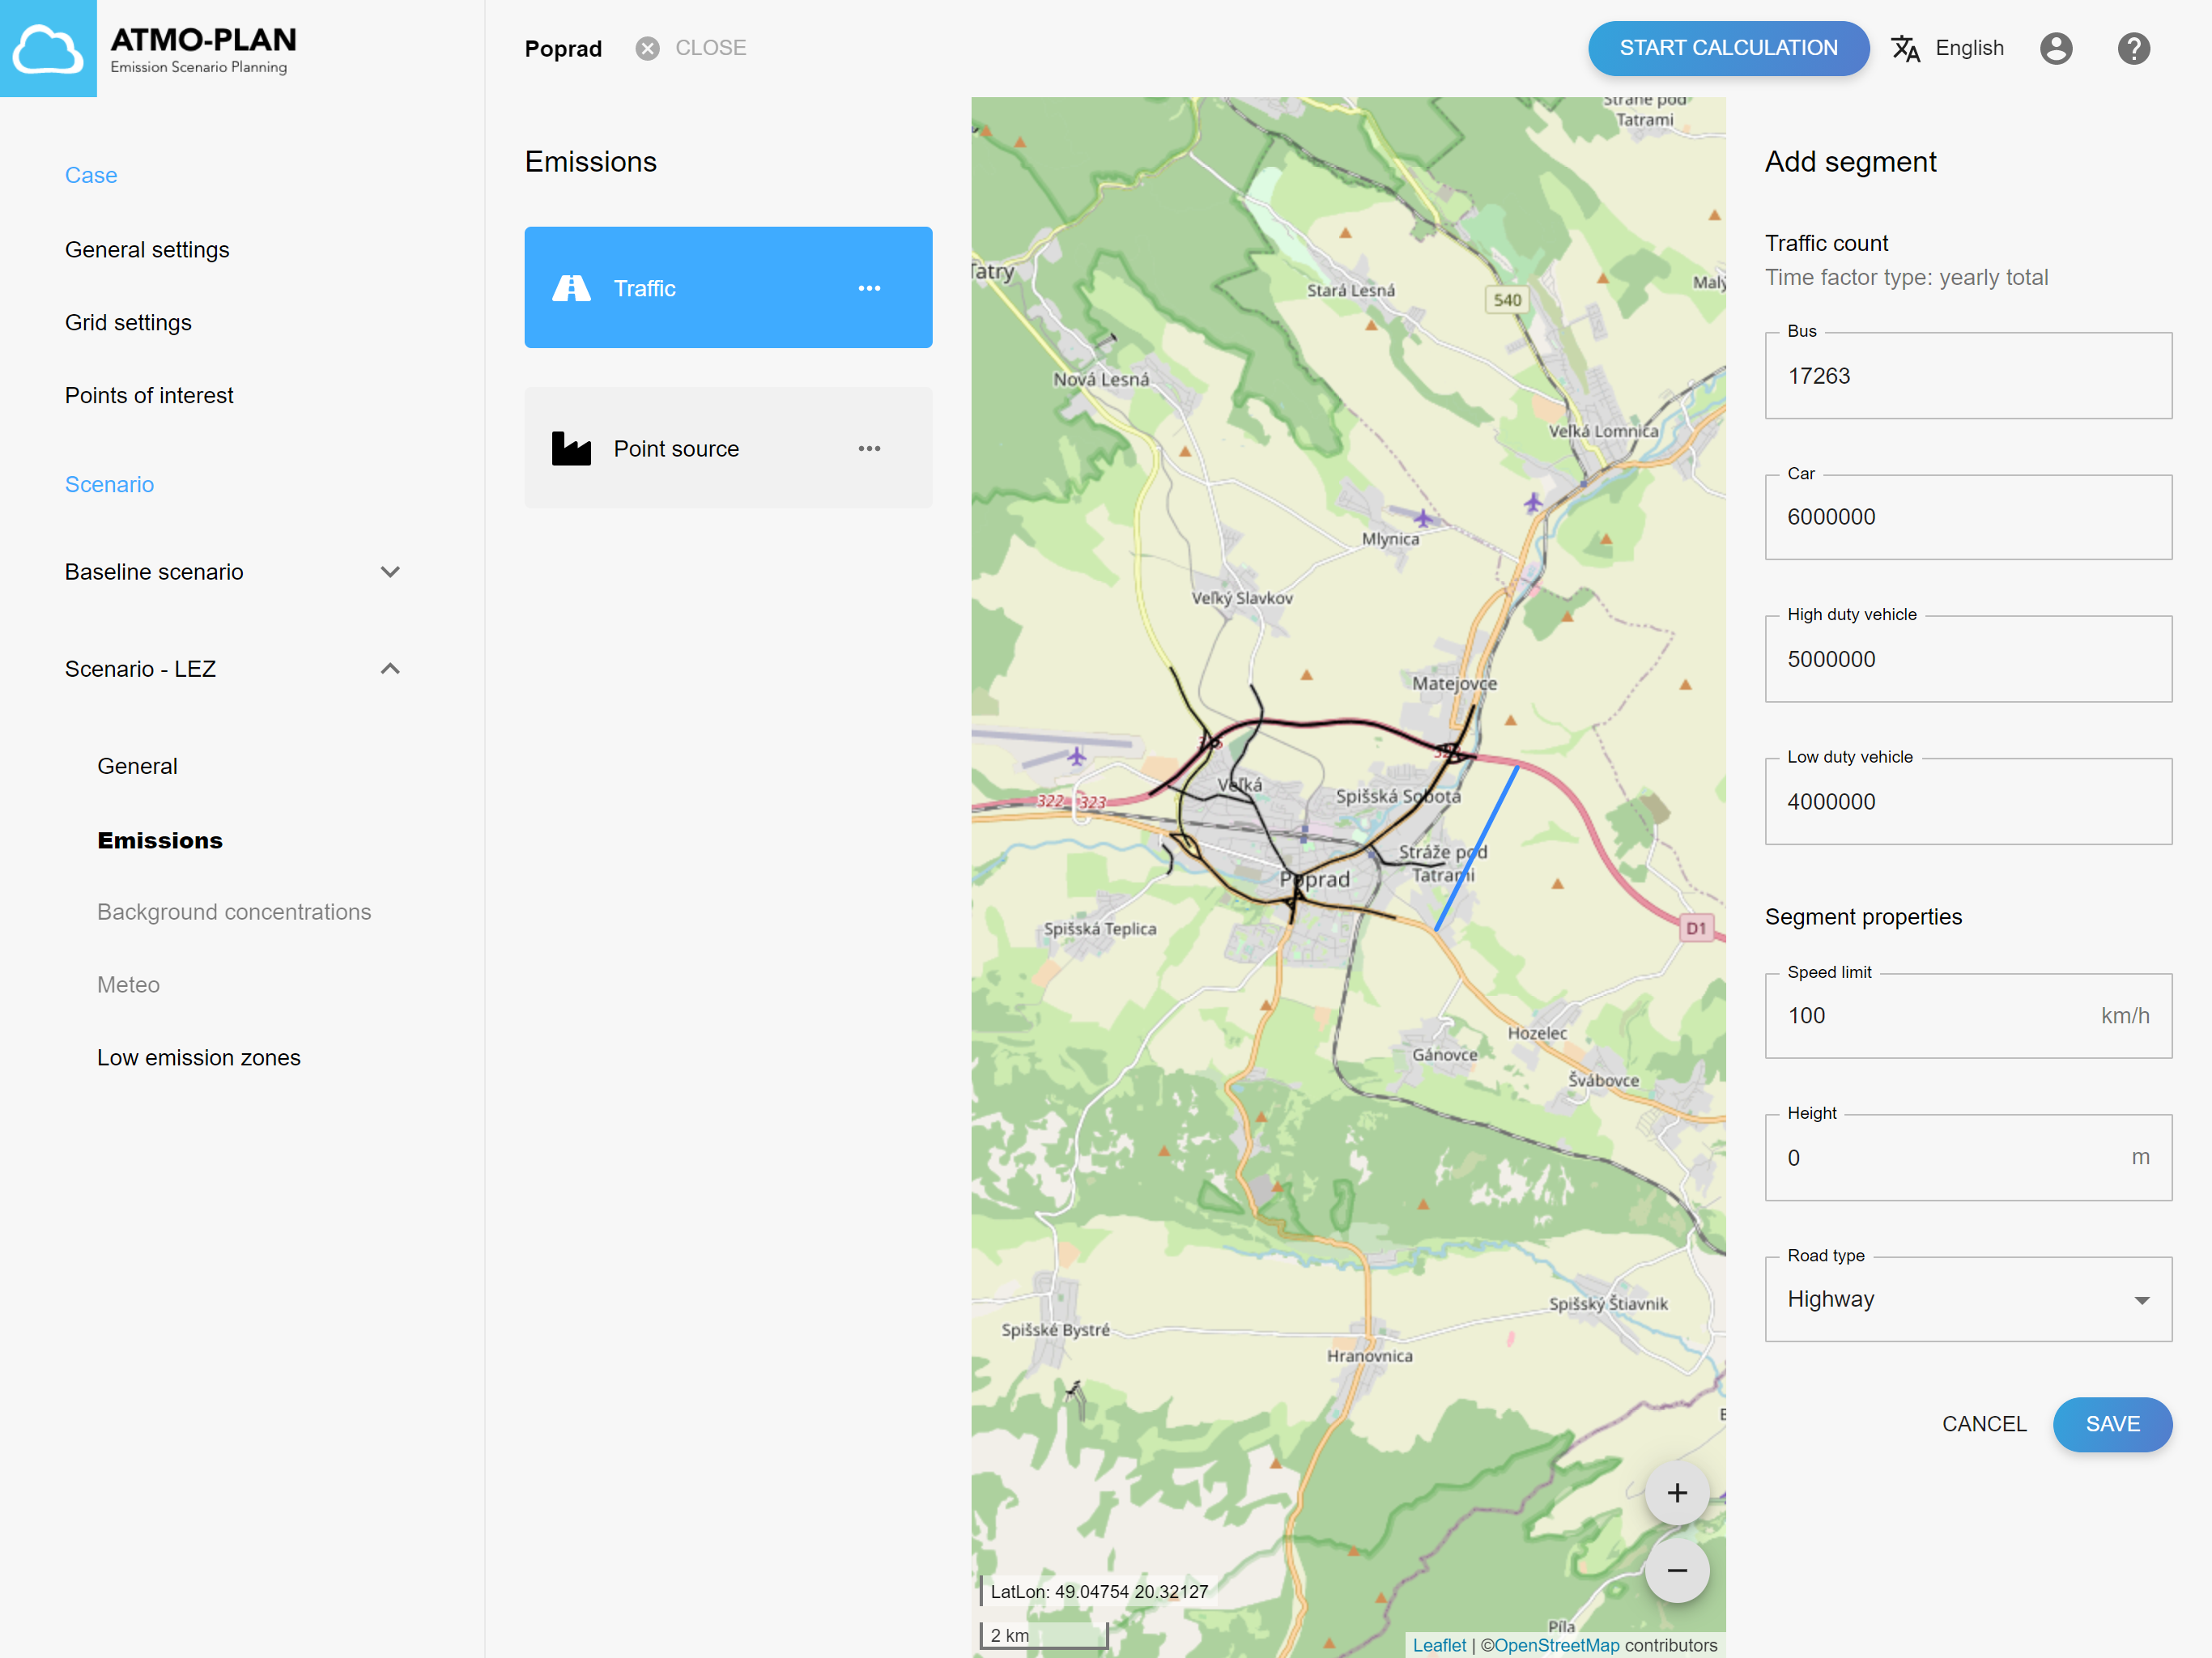 ATMO-PLAN
Emission Scenario Planning
Poprad
CLOSE
START CALCULATION
English
Case
General settings
Grid settings
Points of interest
Scenario
Baseline scenario
Scenario - LEZ
General
Emissions
Background concentrations
Meteo
Low emission zones
Emissions
Traffic
Point source
Stráže pod
Tatrami
Tatry
Stará Lesná
540
Malý
Nová Lesná
Veľká Lomnica
Mlynica
Veľký Slavkov
Matejovce
Veľká
322
323
Spišská Sobota
Stráže pod
Tatrami
Poprad
Spišská Teplica
D1
Hozelec
Gánovce
Švábovce
Spišský Štiavnik
Spišské Bystré
Hranovnica
Píla
+
−
LatLon: 49.04754 20.32127
2 km
Leaflet | ©OpenStreetMap contributors
Add segment
Traffic count
Time factor type: yearly total
Bus
17263
Car
6000000
High duty vehicle
5000000
Low duty vehicle
4000000
Segment properties
Speed limit
100 km/h
Height
0 m
Road type
Highway
CANCEL
SAVE